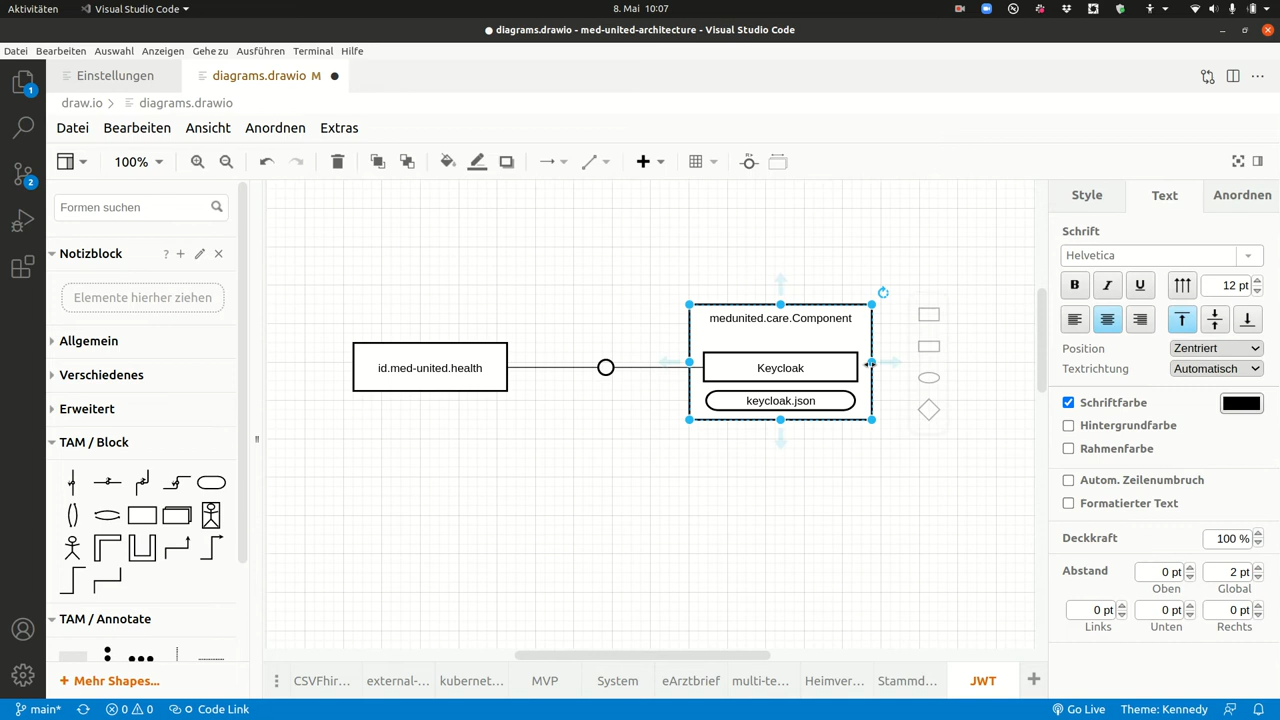 Aktivitäten
Visual Studio Code
8. Mai 10:07
diagrams.drawio - med-united-architecture - Visual Studio Code
Datei Bearbeiten Auswahl Anzeigen Gehe zu Ausführen Terminal Hilfe
1
Einstellungen
diagrams.drawio M
draw.io
diagrams.drawio
Datei Bearbeiten Ansicht Anordnen Extras
100%
2
Formen suchen
Notizblock
?
Elemente hierher ziehen
Allgemein
Verschiedenes
Erweitert
TAM / Block
TAM / Annotate
+ Mehr Shapes...
id.med-united.health
medunited.care.Component
Keycloak
keycloak.json
Style Text Anordnen
Schrift
Helvetica
B I U
12 pt
Position
Zentriert
Textrichtung
Automatisch
Schriftfarbe
Hintergrundfarbe
Rahmenfarbe
Autom. Zeilenumbruch
Formatierter Text
Deckkraft
100 %
Abstand
0 pt 2 pt
Oben Global
0 pt 0 pt 0 pt
Links Unten Rechts
CSVFhir... external-... kubernet... MVP System eArztbrief multi-te... Heimver... Stammd... JWT
main* 0 0 0 Code Link
Go Live Theme: Kennedy